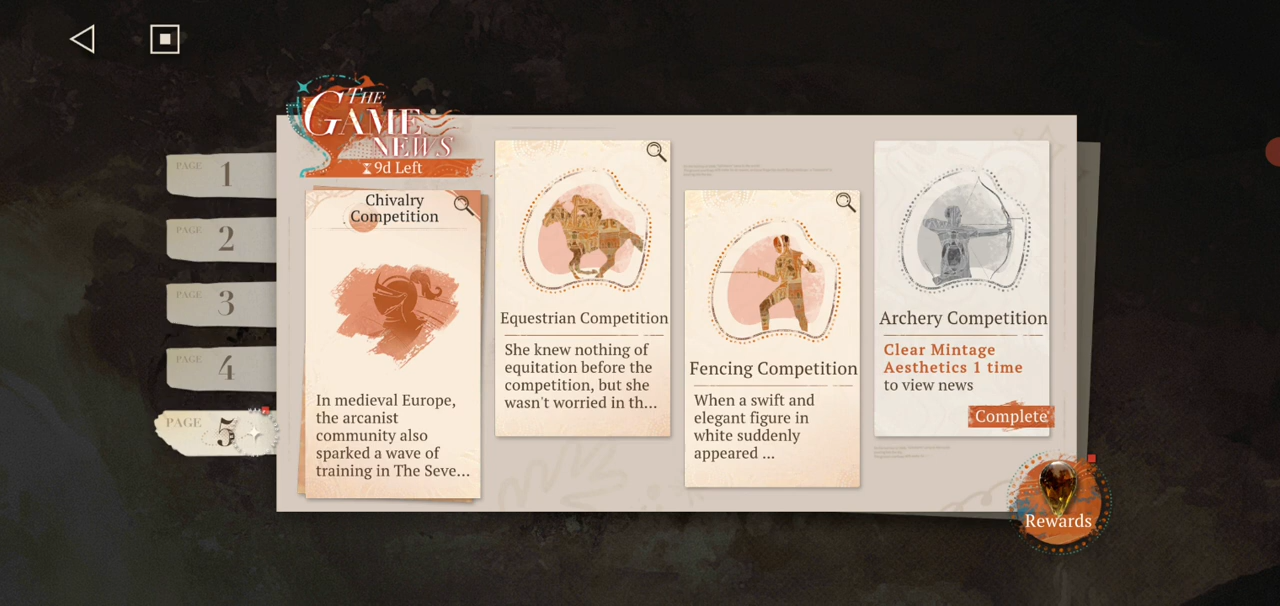 THE
GAME
NEWS
9d Left
PAGE 1
PAGE 2
PAGE 3
PAGE 4
PAGE 5
Chivalry
Competition
In medieval Europe,
the arcanist
community also
sparked a wave of
training in The Seve...
Equestrian Competition
She knew nothing of
equitation before the
competition, but she
wasn't worried in th...
Fencing Competition
When a swift and
elegant figure in
white suddenly
appeared ...
Archery Competition
Clear Mintage
Aesthetics 1 time
to view news
Complete
Rewards